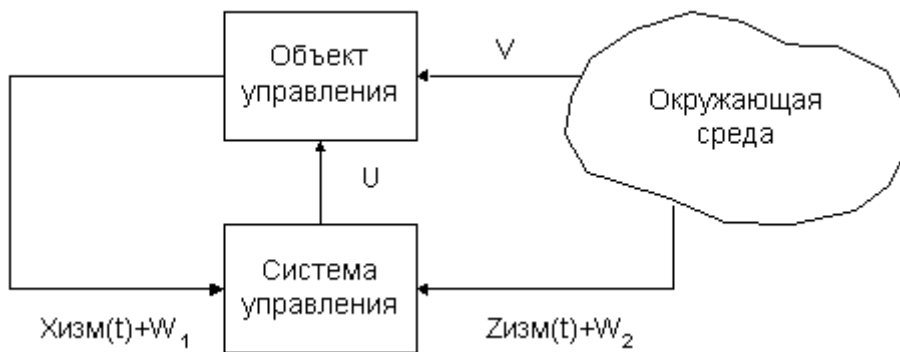 Объект
управления
V
Окружающая
среда
U
Система
управления
Xизм(t)+W₁
Zизм(t)+W₂